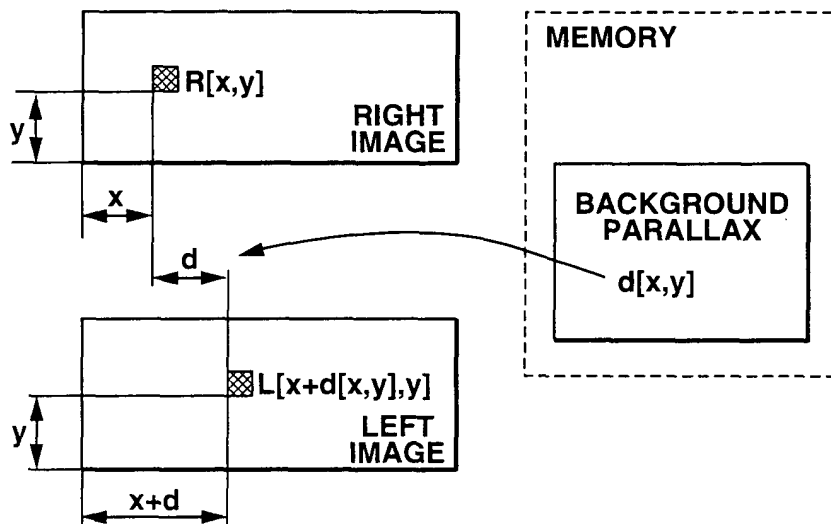 R[x,y]
RIGHT
IMAGE
y
x
d
L[x+d[x,y],y]
LEFT
IMAGE
y
x+d
MEMORY
BACKGROUND
PARALLAX
d[x,y]